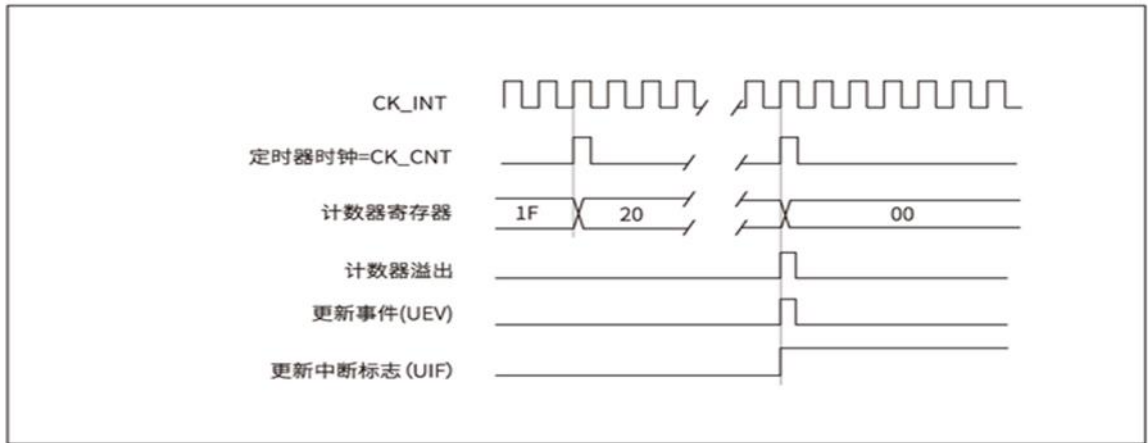 CK_INT
定时器时钟=CK_CNT
计数器寄存器 1F 20 00
计数器溢出
更新事件(UEV)
更新中断标志(UIF)